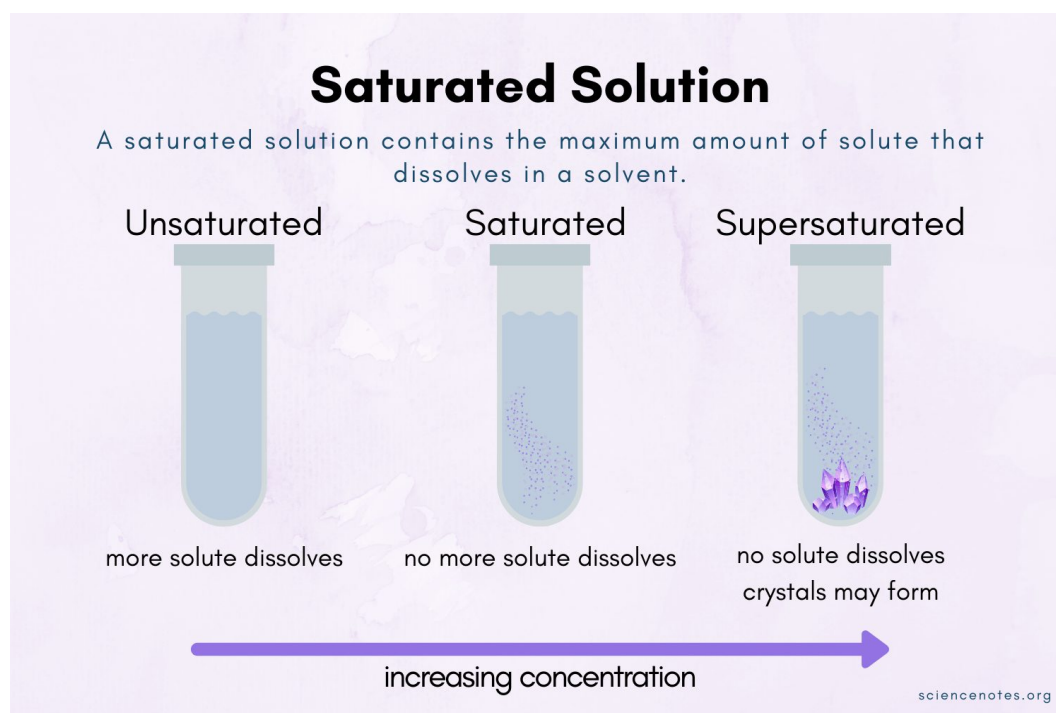 Saturated Solution
A saturated solution contains the maximum amount of solute that
dissolves in a solvent.
Unsaturated
Saturated
Supersaturated
more solute dissolves
no more solute dissolves
no solute dissolves
crystals may form
increasing concentration
sciencenotes.org